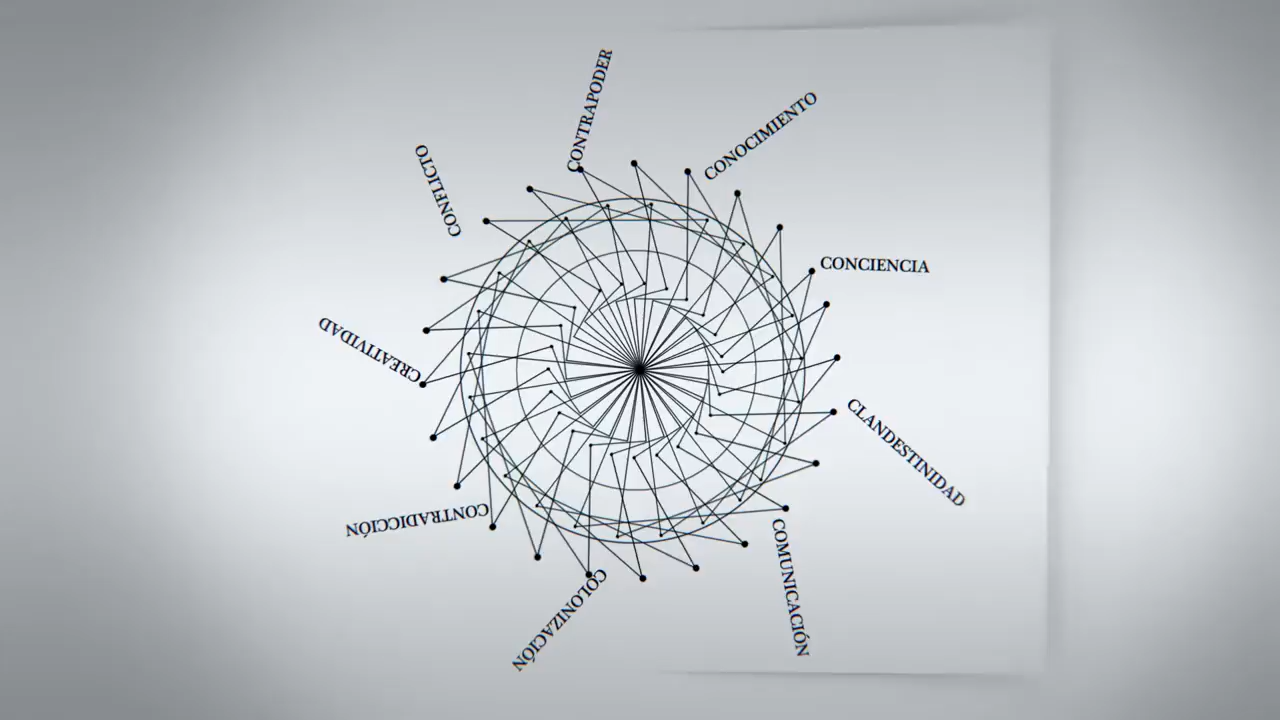 CONTRAPODER
CONOCIMIENTO
CONCIENCIA
CLANDESTINIDAD
COMUNICACIÓN
COLONIZACIÓN
CONTRADICCIÓN
CREATIVIDAD
CONFLICTO